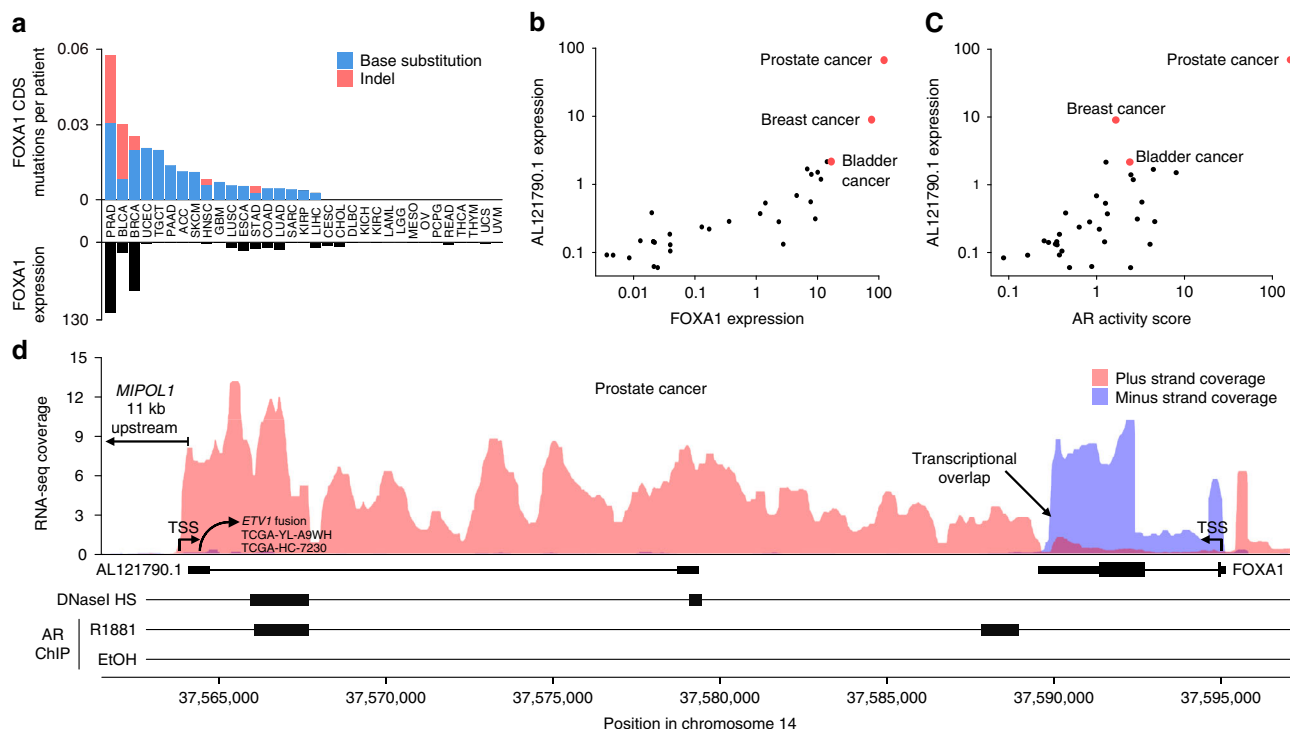 a
FOXA1 CDS
mutations per patient
0.06
0.03
0
Base substitution
Indel
PRAD
BLCA
BRCA
UCEC
TGCT
PAAD
ACC
SKCM
HNSC
GBM
LUSC
ESCA
STAD
COAD
LUAD
SARC
KIRP
LIHC
CESC
CHOL
DLBC
KICH
KIRC
LAML
LGG
MESO
OV
PCPG
READ
THCA
THYM
UCS
UVM
FOXA1
expression
0
130
b
AL121790.1 expression
100
10
1
0.1
Prostate cancer
Breast cancer
Bladder
cancer
0.01
0.1
1
10
100
FOXA1 expression
C
AL121790.1 expression
100
10
1
0.1
Prostate cancer
Breast cancer
Bladder cancer
0.1
1
10
100
AR activity score
d
RNA-seq coverage
15
12
9
6
3
0
MIPOL1
11 kb
upstream
Prostate cancer
Plus strand coverage
Minus strand coverage
Transcriptional
overlap
TSS
ETV1 fusion
TCGA-YL-A9WH
TCGA-HC-7230
TSS
AL121790.1
FOXA1
DNaseI HS
AR
ChIP
R1881
EtOH
37,565,000
37,570,000
37,575,000
37,580,000
37,585,000
37,590,000
37,595,000
Position in chromosome 14